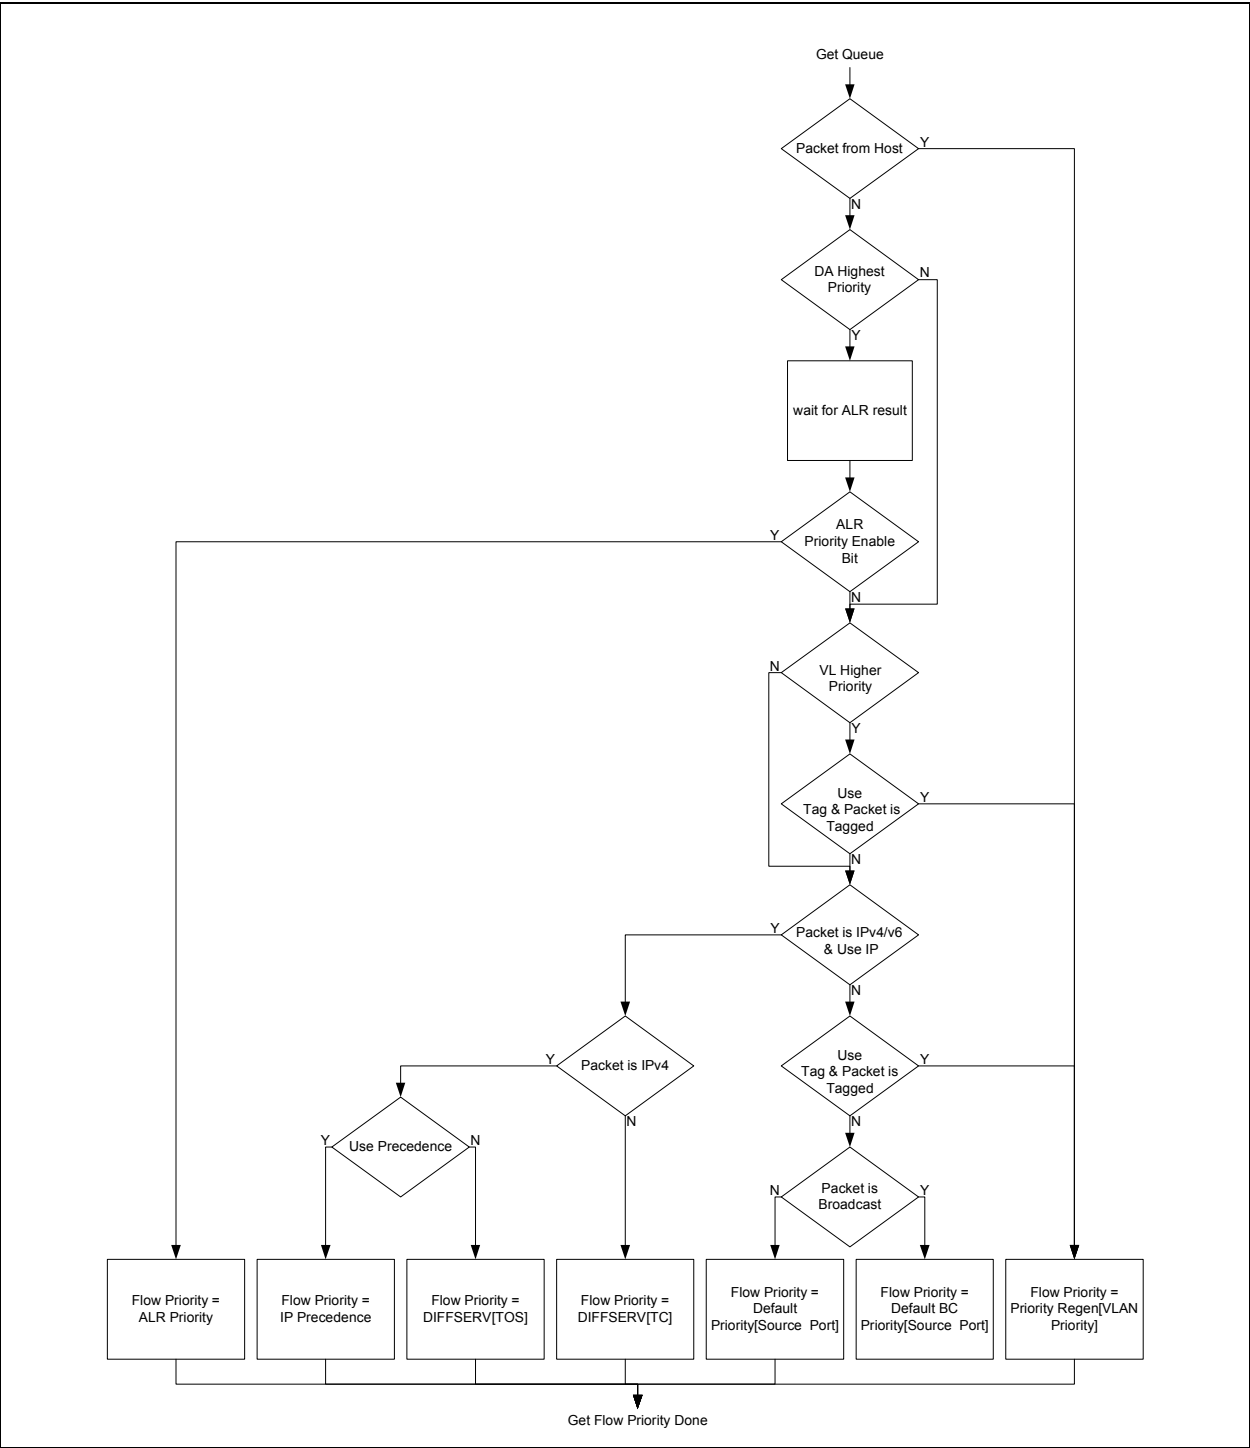 Get Queue
Packet from Host
Y
N
DA Highest
Priority
N
Y
wait for ALR result
ALR
Priority Enable
Bit
Y
N
VL Higher
Priority
N
Y
Use
Tag & Packet is
Tagged
Y
N
Packet is IPv4/v6
& Use IP
Y
N
Packet is IPv4
Y
N
Use
Tag & Packet is
Tagged
Y
N
Use Precedence
Y
N
Packet is
Broadcast
N
Y
Flow Priority =
ALR Priority
Flow Priority =
IP Precedence
Flow Priority =
DIFFSERV[TOS]
Flow Priority =
DIFFSERV[TC]
Flow Priority =
Default
Priority[Source Port]
Flow Priority =
Default BC
Priority[Source Port]
Flow Priority =
Priority Regen[VLAN
Priority]
Get Flow Priority Done